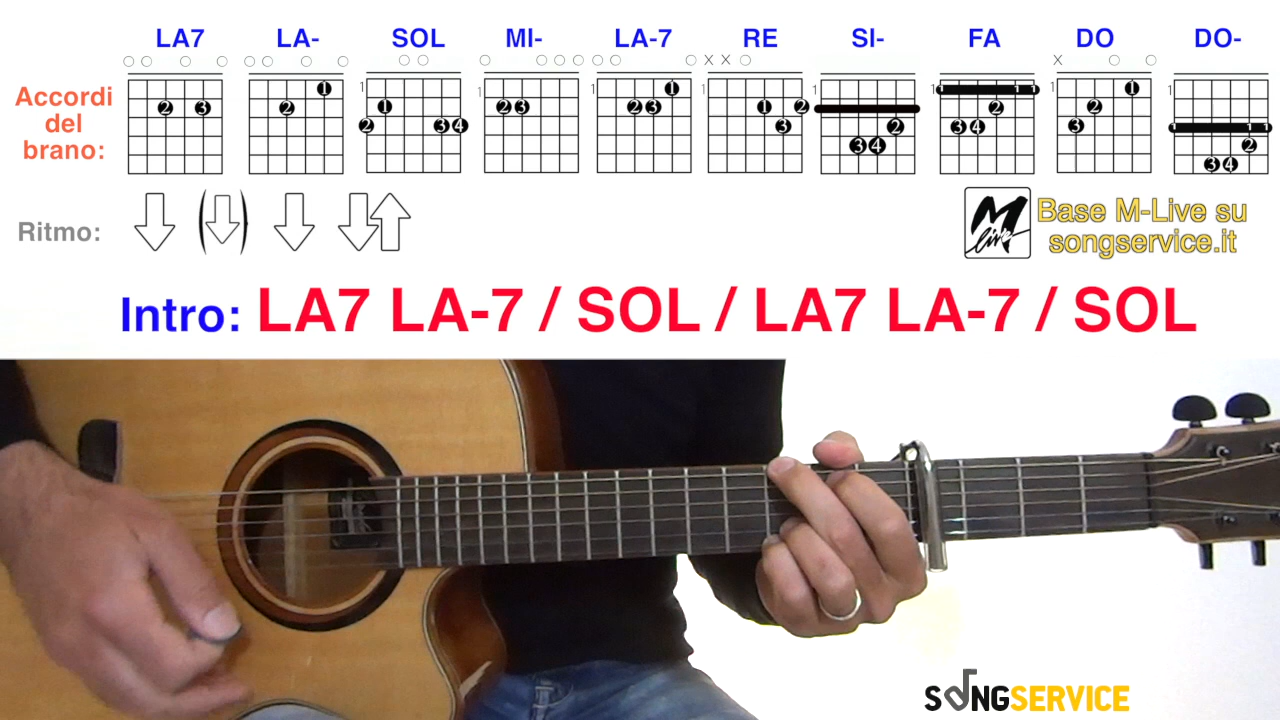 LA7 LA- SOL MI- LA-7 RE SI- FA DO DO-
Accordi
del
brano:
Ritmo:
M
live
Base M-Live su
songservice.it
Intro: LA7 LA-7 / SOL / LA7 LA-7 / SOL
SONGSERVICE